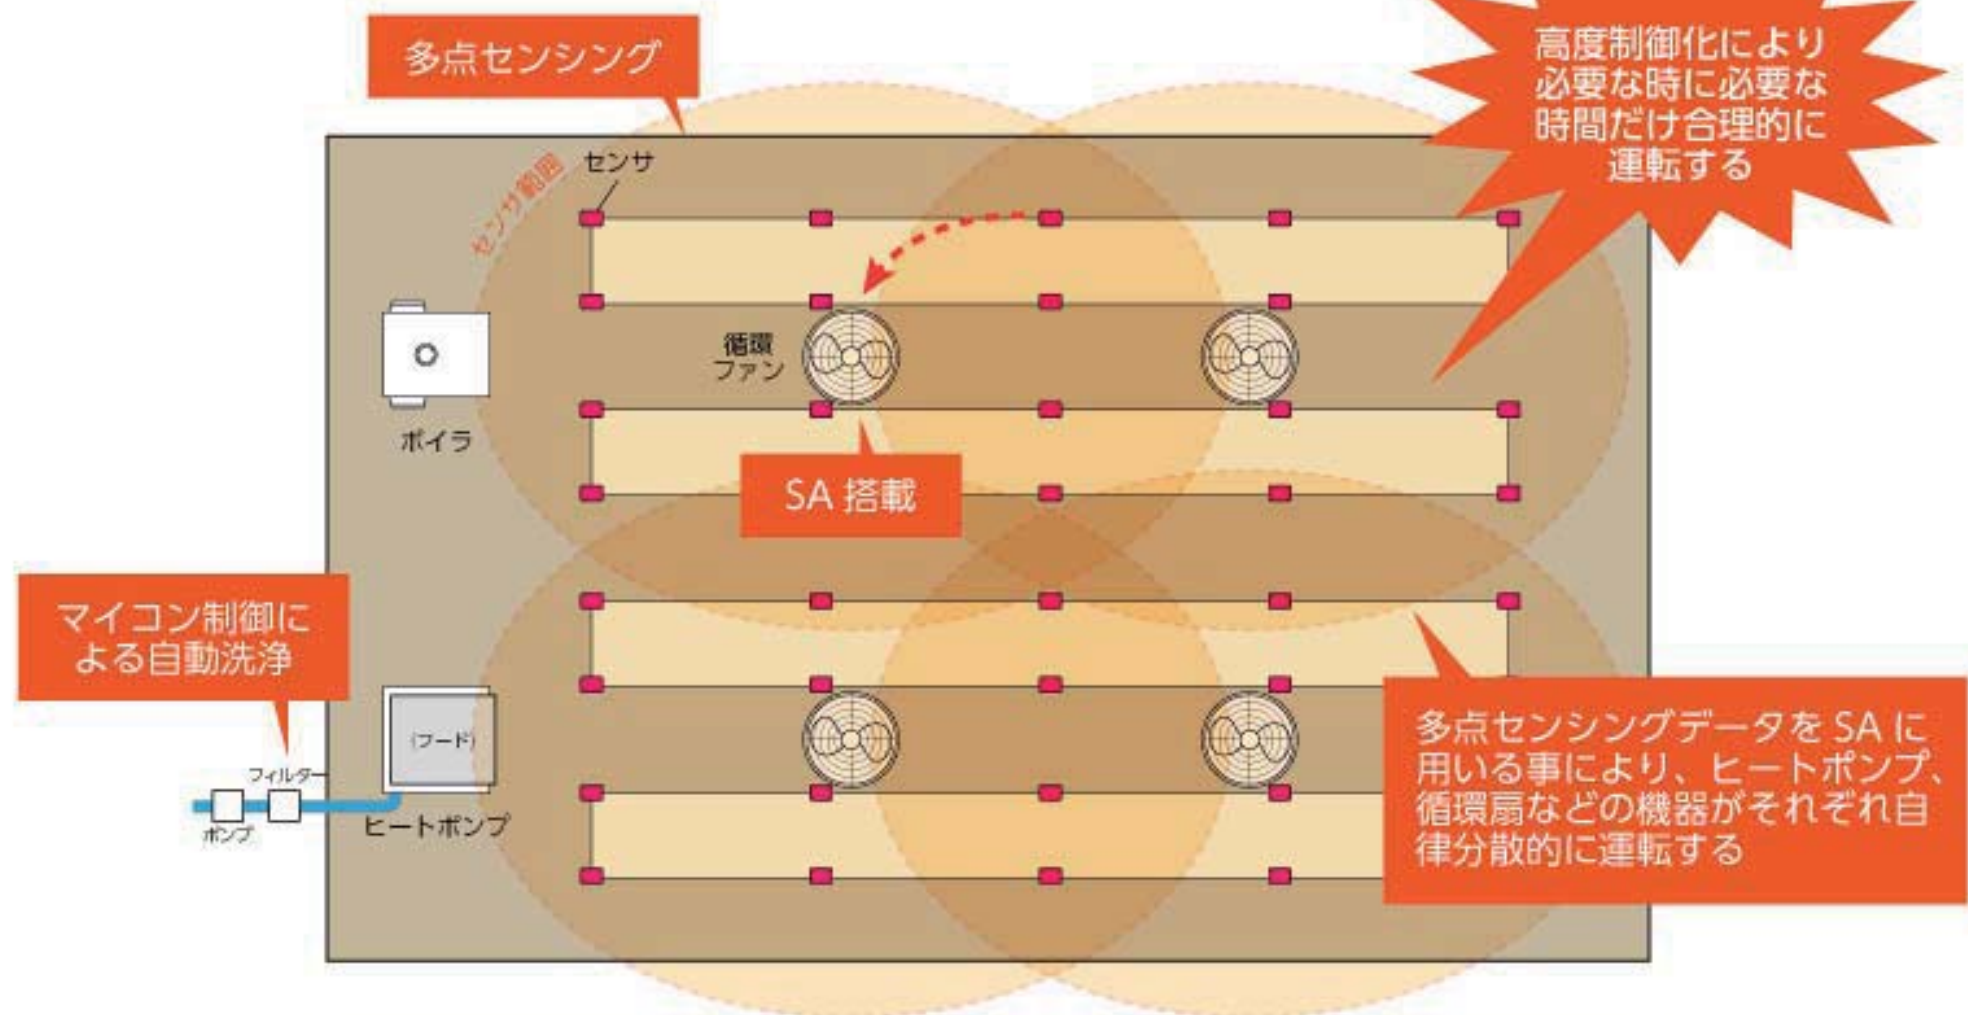 多点センシング
高度制御化により
必要な時に必要な
時間だけ合理的に
運転する
センサ
センサ範囲
循環
ファン
ボイラ
SA 搭載
マイコン制御に
よる自動洗浄
(フード)
フィルター
ポンプ
ヒートポンプ
多点センシングデータを SA に
用いる事により、ヒートポンプ、
循環扇などの機器がそれぞれ自
律分散的に運転する